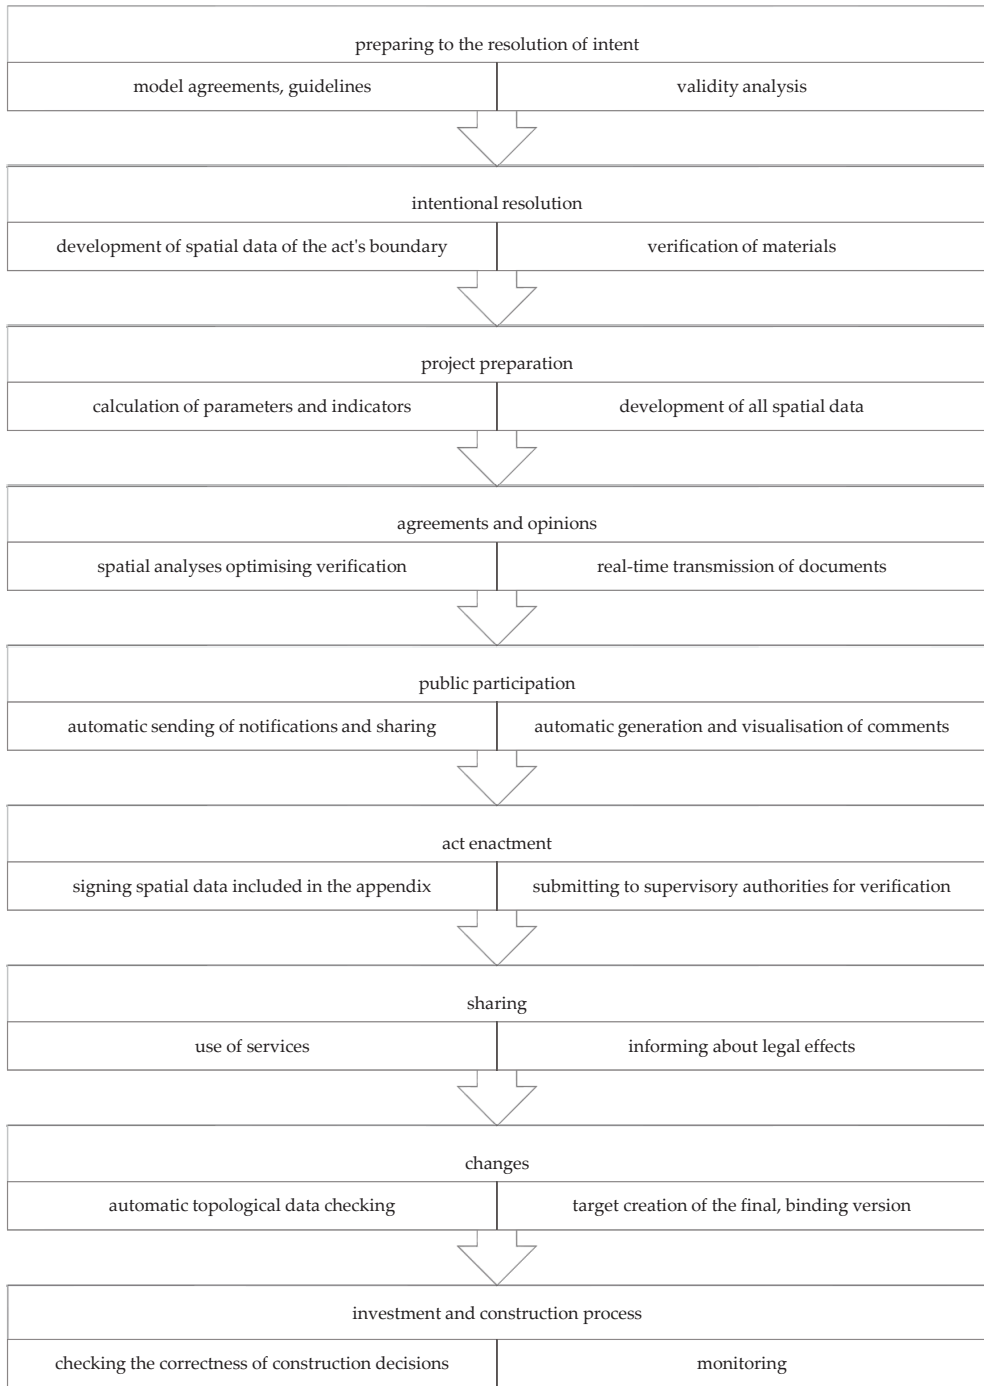 preparing to the resolution of intent
model agreements, guidelines
validity analysis
intentional resolution
development of spatial data of the act's boundary
verification of materials
project preparation
calculation of parameters and indicators
development of all spatial data
agreements and opinions
spatial analyses optimising verification
real-time transmission of documents
public participation
automatic sending of notifications and sharing
automatic generation and visualisation of comments
act enactment
signing spatial data included in the appendix
submitting to supervisory authorities for verification
sharing
use of services
informing about legal effects
changes
automatic topological data checking
target creation of the final, binding version
investment and construction process
checking the correctness of construction decisions
monitoring